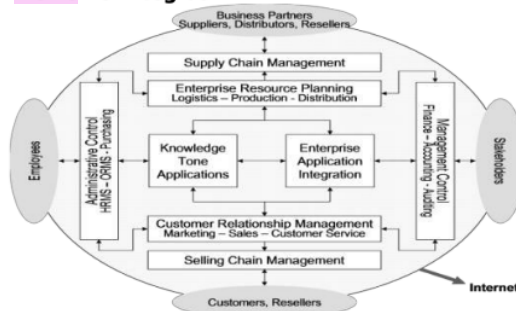 Business Partners
Suppliers, Distributors, Resellers
Supply Chain Management
Enterprise Resource Planning
Logistics – Production - Distribution
Employees
Administrative Control
HRMS – ORMS - Purchasing
Knowledge
Tone
Applications
Enterprise
Application
Integration
Management Control
Finance – Accounting - Auditing
Stakeholders
Customer Relationship Management
Marketing – Sales – Customer Service
Selling Chain Management
Internet
Customers, Resellers